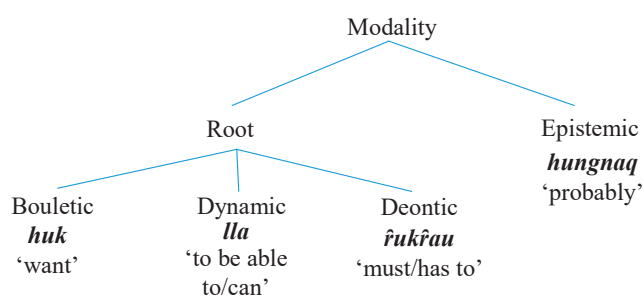 Modality
Root
Epistemic
hungnaq
‘probably’
Bouletic
huk
‘want’
Dynamic
lla
‘to be able
to/can’
Deontic
r̂ukr̂au
‘must/has to’